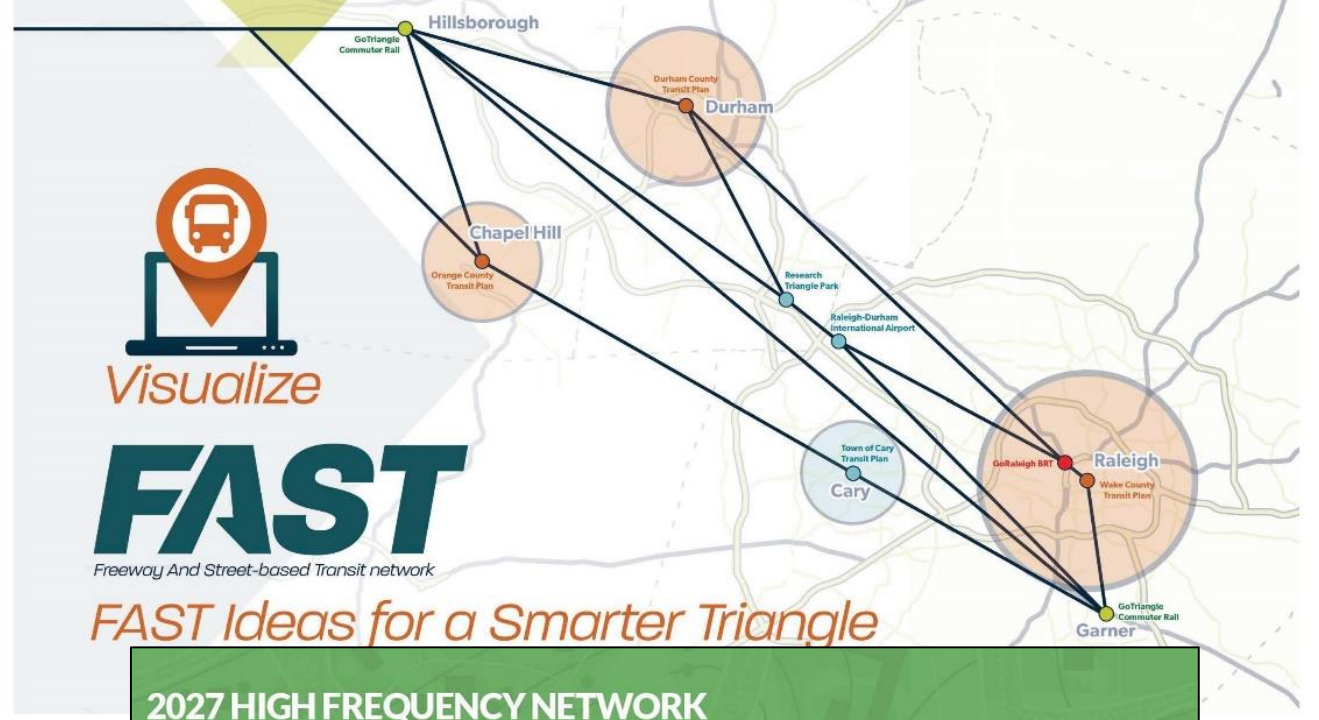 Hillsborough
GoTriangle
Commuter Rail
Durham County
Transit Plan
Durham
Chapel Hill
Orange County
Transit Plan
Research
Triangle Park
Raleigh-Durham
International Airport
Visualize
FAST
Freeway And Street-based Transit network
Town of Cary
Transit Plan
Cary
GoRaleigh BRT
Raleigh
Wake County
Transit Plan
GoTriangle
Commuter Rail
Garner
FAST Ideas for a Smarter Triangle
2027 HIGH FREQUENCY NETWORK